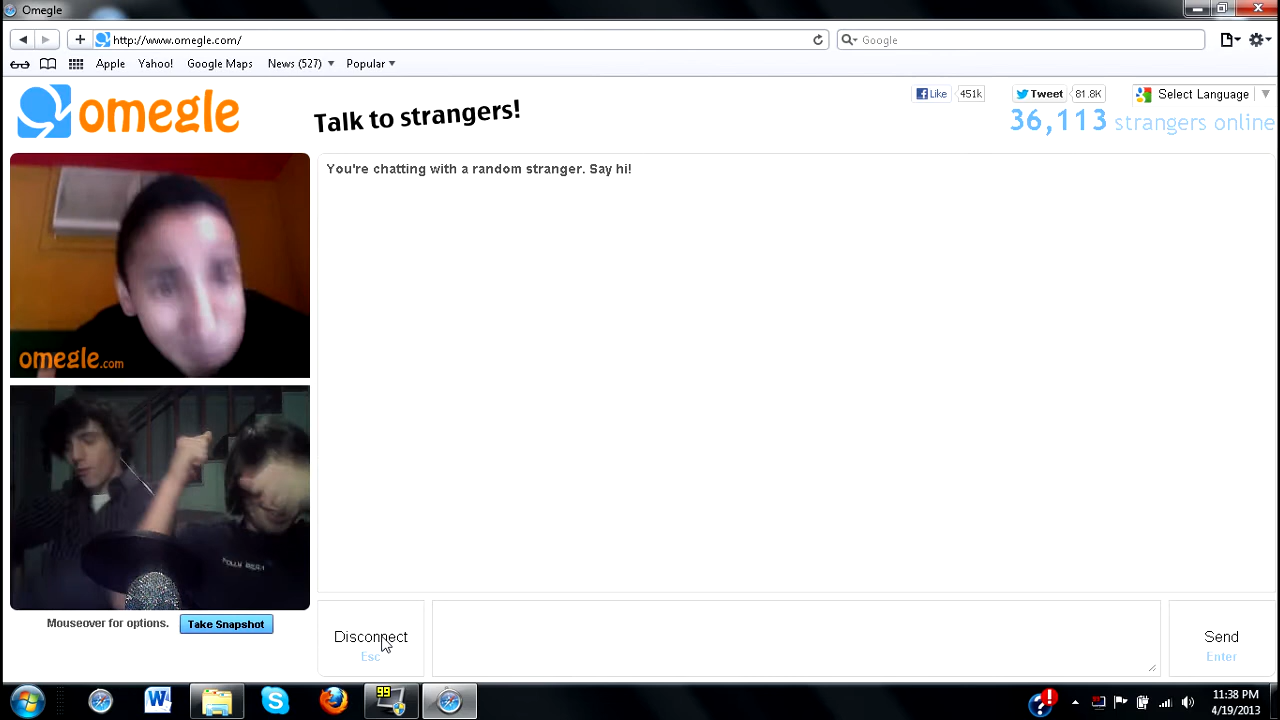 Omegle
http://www.omegle.com/
Google
Apple
Yahoo!
Google Maps
News (527)
Popular
omegle
Talk to strangers!
Like
451k
Tweet
81.8K
Select Language
36,113 strangers online
You're chatting with a random stranger. Say hi!
omegle.com
Mouseover for options.
Take Snapshot
Disconnect
Esc
Send
Enter
99
11:38 PM
4/19/2013